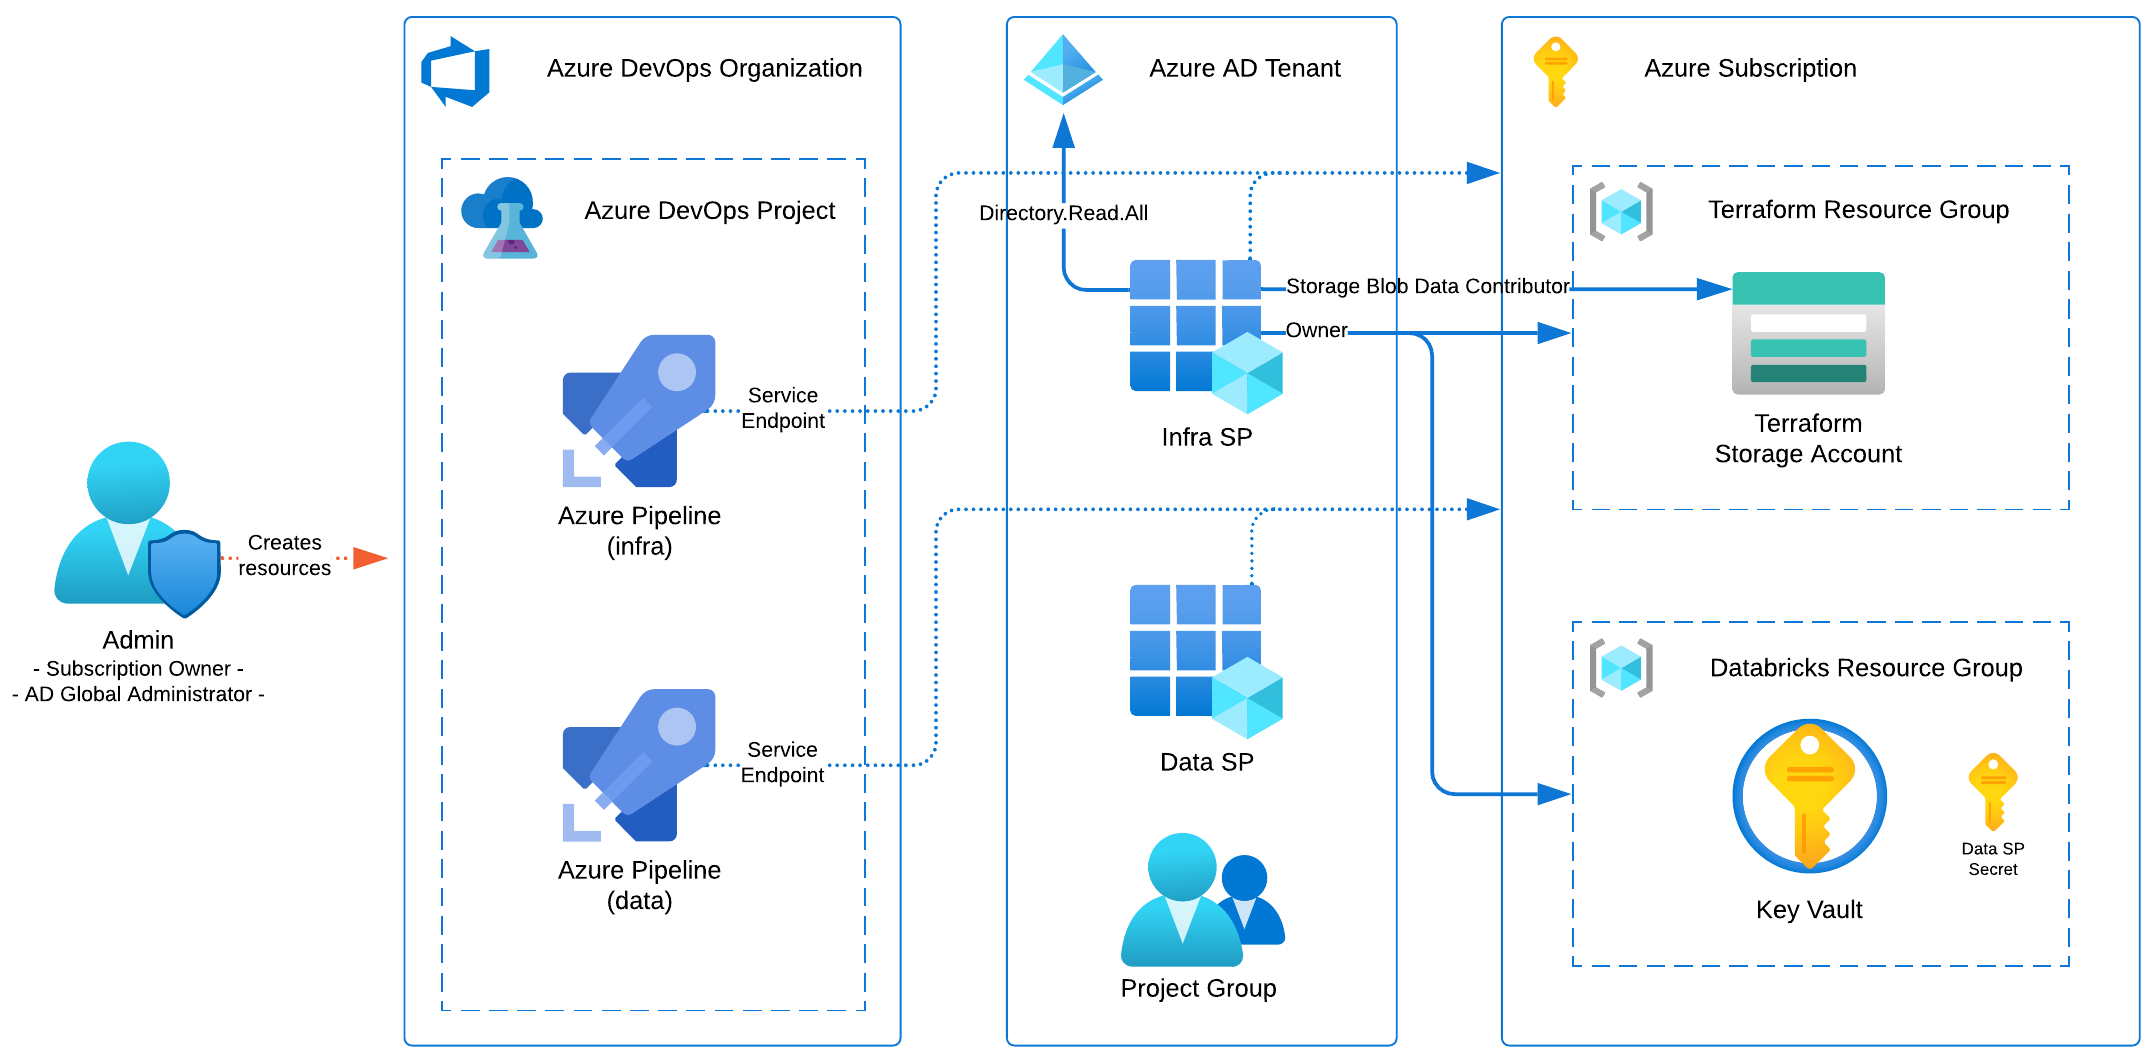 Azure DevOps Organization
Azure AD Tenant
Azure Subscription
Azure DevOps Project
Directory.Read.All
Terraform Resource Group
Storage Blob Data Contributor
Owner
Service
Endpoint
Infra SP
Terraform
Storage Account
Azure Pipeline
(infra)
Creates
resources
Admin
- Subscription Owner -
- AD Global Administrator -
Databricks Resource Group
Service
Endpoint
Data SP
Azure Pipeline
(data)
Data SP
Secret
Key Vault
Project Group